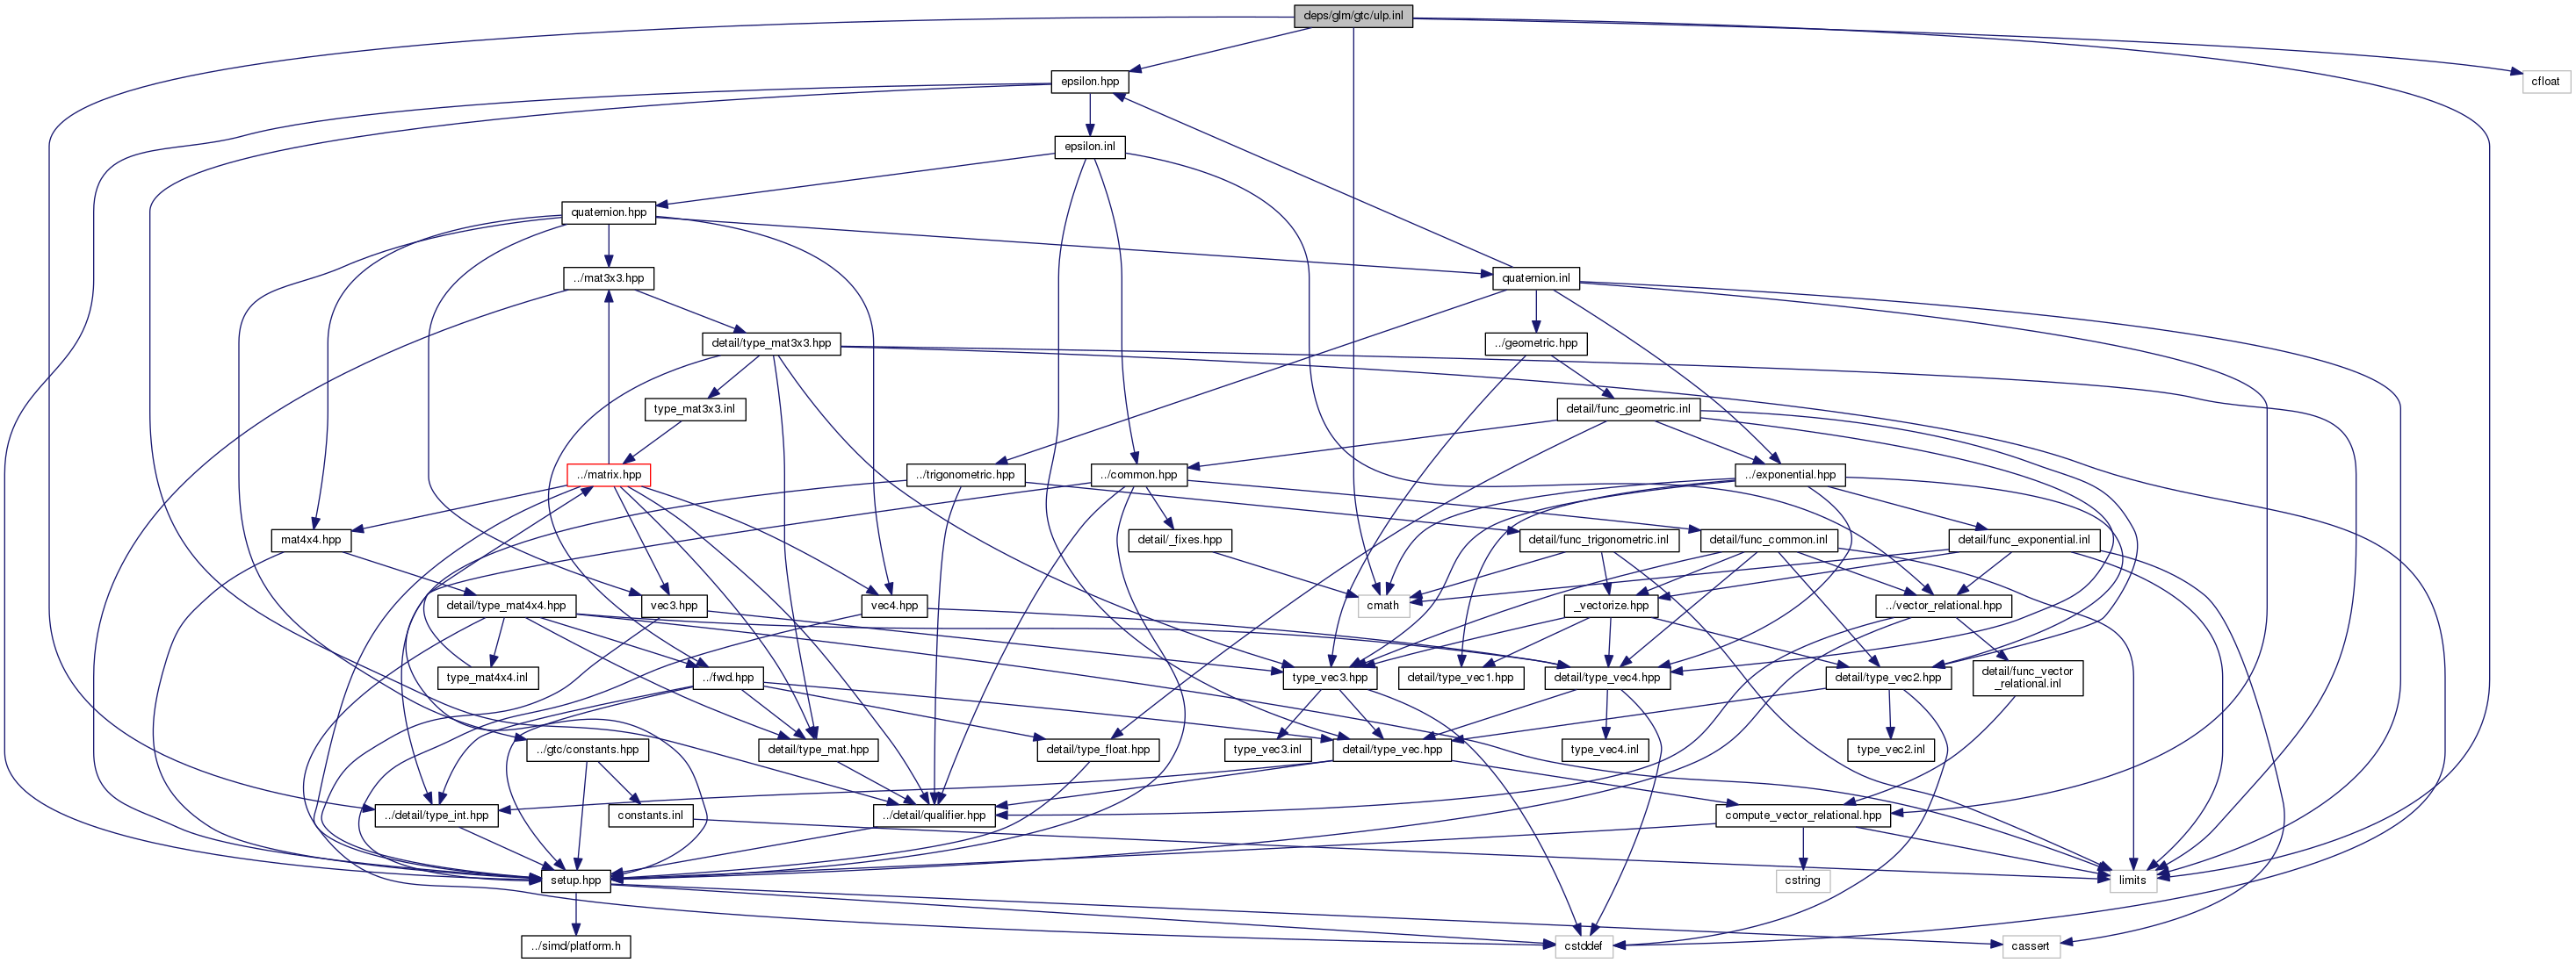 deps/glm/gtc/ulp.inl
epsilon.hpp
cfloat
epsilon.inl
quaternion.hpp
../mat3x3.hpp
quaternion.inl
detail/type_mat3x3.hpp
../geometric.hpp
type_mat3x3.inl
detail/func_geometric.inl
../matrix.hpp
../trigonometric.hpp
../common.hpp
../exponential.hpp
mat4x4.hpp
detail/_fixes.hpp
detail/func_trigonometric.inl
detail/func_common.inl
detail/func_exponential.inl
detail/type_mat4x4.hpp
vec3.hpp
vec4.hpp
cmath
_vectorize.hpp
../vector_relational.hpp
type_mat4x4.inl
../fwd.hpp
type_vec3.hpp
detail/type_vec1.hpp
detail/type_vec4.hpp
detail/type_vec2.hpp
detail/func_vector
_relational.inl
../gtc/constants.hpp
detail/type_mat.hpp
detail/type_float.hpp
type_vec3.inl
detail/type_vec.hpp
type_vec4.inl
type_vec2.inl
../detail/type_int.hpp
constants.inl
../detail/qualifier.hpp
compute_vector_relational.hpp
setup.hpp
cstring
limits
../simd/platform.h
cstddef
cassert